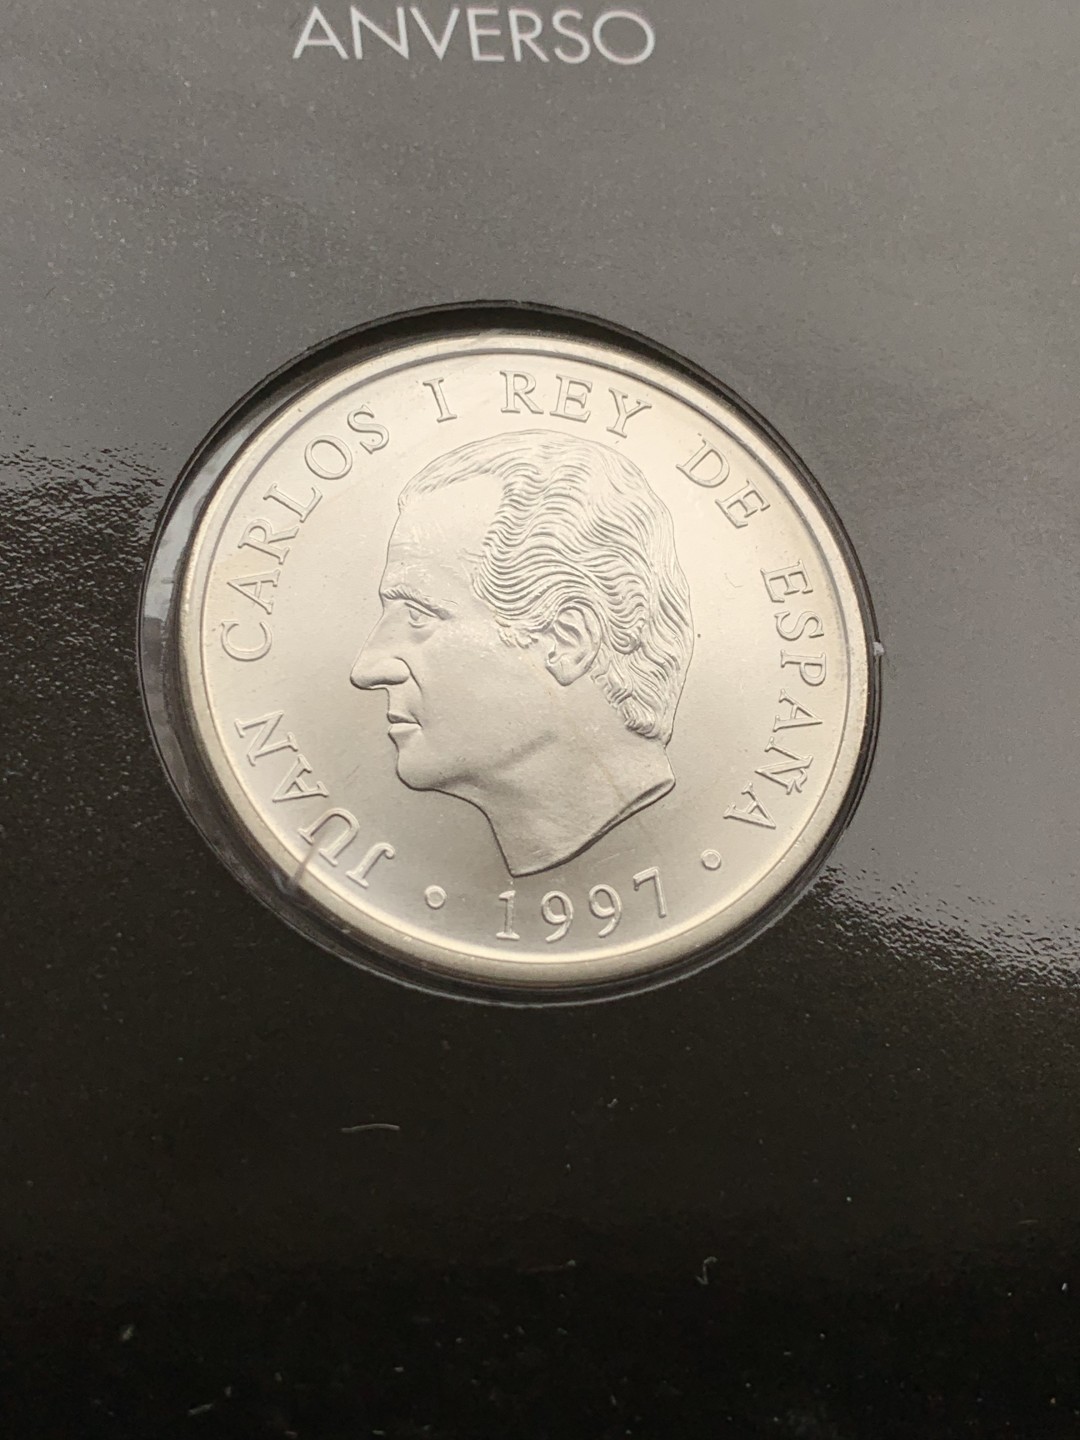 ANVERSO
JUAN CARLOS I REY DE ESPAÑA
• 1997 •